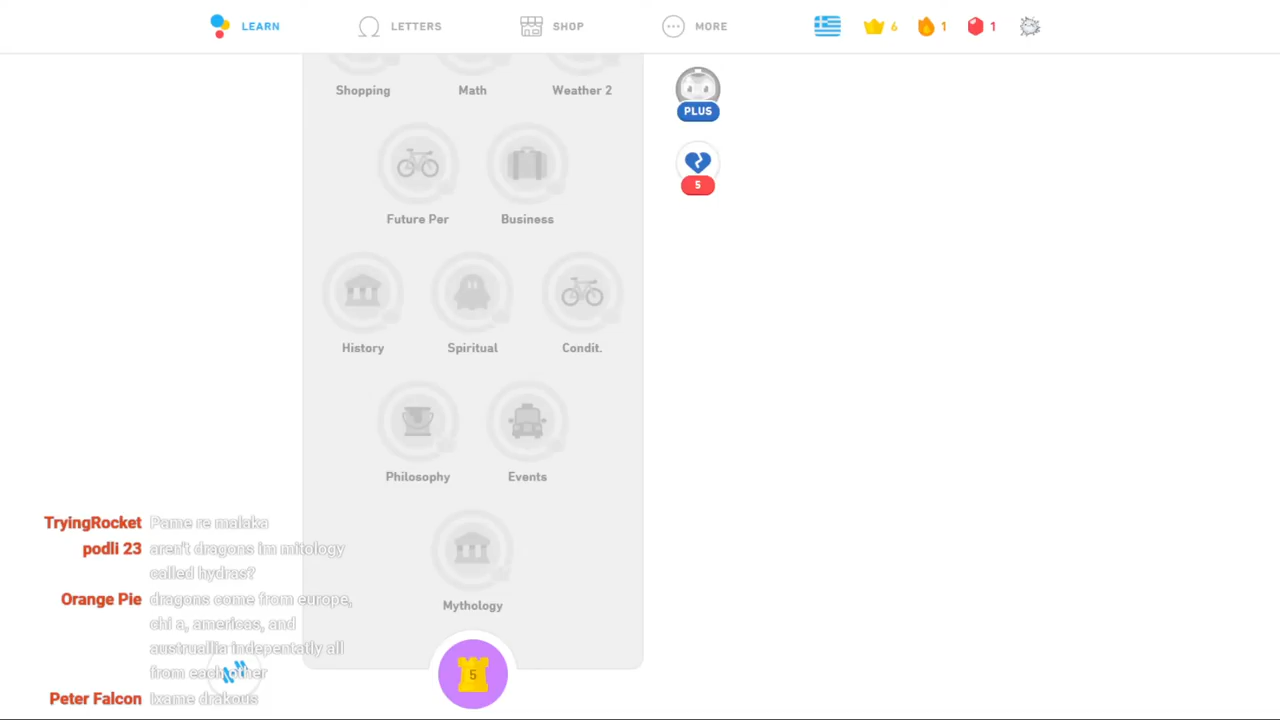 LEARN LETTERS SHOP MORE 6 1 1
Shopping Math Weather 2
PLUS
5
Future Per Business
History Spiritual Condit.
Philosophy Events
Mythology
5
TryingRocket Pame re malaka
podli 23 aren't dragons im mitology
called hydras?
Orange Pie dragons come from europe,
chi a, americas, and
austruallia indepentatly all
from each other
Peter Falcon Ixame drakous